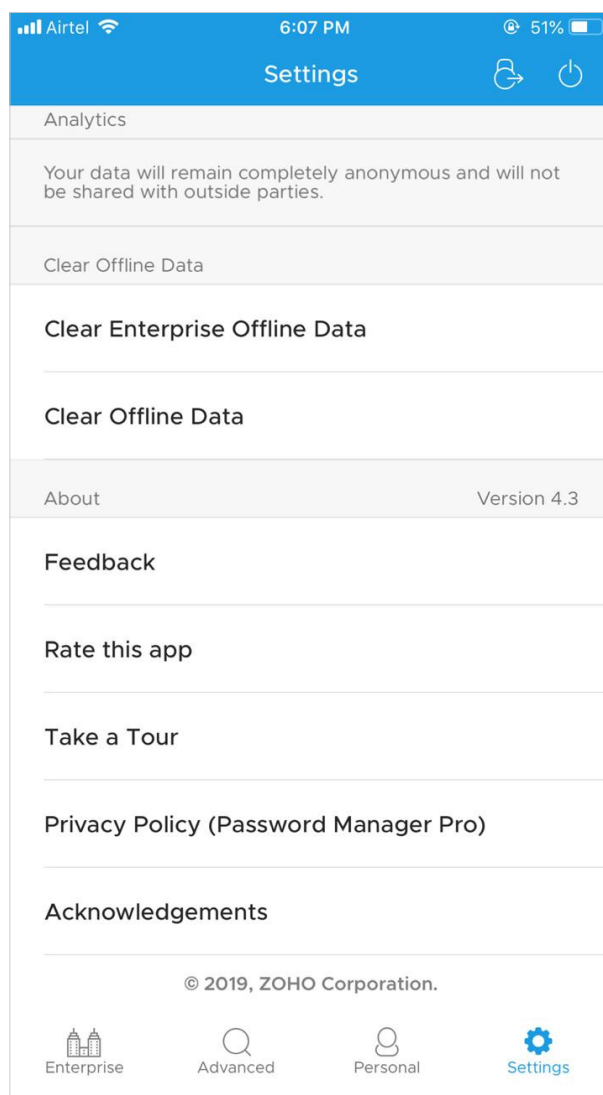 Airtel 6:07 PM 51%
Settings
Analytics
Your data will remain completely anonymous and will not
be shared with outside parties.
Clear Offline Data
Clear Enterprise Offline Data
Clear Offline Data
About Version 4.3
Feedback
Rate this app
Take a Tour
Privacy Policy (Password Manager Pro)
Acknowledgements
© 2019, ZOHO Corporation.
Enterprise Advanced Personal Settings